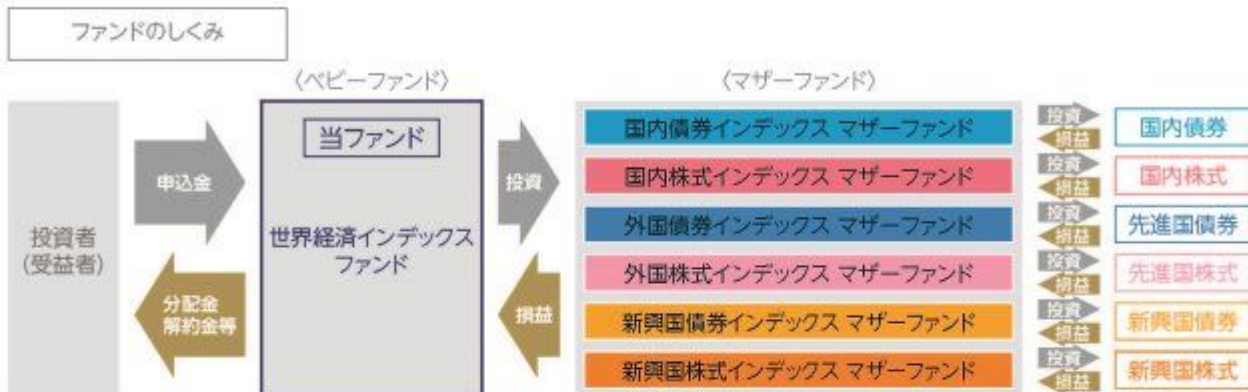 ファンドのしくみ
〈ベビーファンド〉
〈マザーファンド〉
投資者
(受益者)
申込金
分配金
解約金等
当ファンド
世界経済インデックス
ファンド
投資
損益
国内債券インデックス マザーファンド
投資
損益
国内債券
国内株式インデックス マザーファンド
投資
損益
国内株式
外国債券インデックス マザーファンド
投資
損益
先進国債券
外国株式インデックス マザーファンド
投資
損益
先進国株式
新興国債券インデックス マザーファンド
投資
損益
新興国債券
新興国株式インデックス マザーファンド
投資
損益
新興国株式